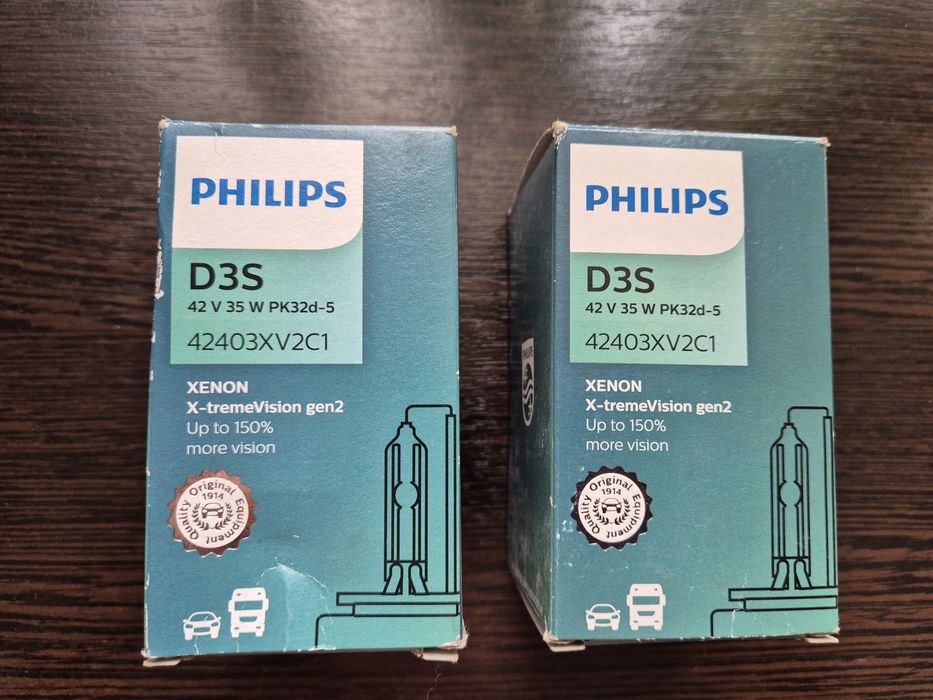 PHILIPS
D3S
42 V 35 W PK32d-5
42403XV2C1
XENON
X-tremeVision gen2
Up to 150%
more vision
Quality Original Equipment
1914
PHILIPS
D3S
42 V 35 W PK32d-5
42403XV2C1
XENON
X-tremeVision gen2
Up to 150%
more vision
Quality Original Equipment
1914
PHILIPS